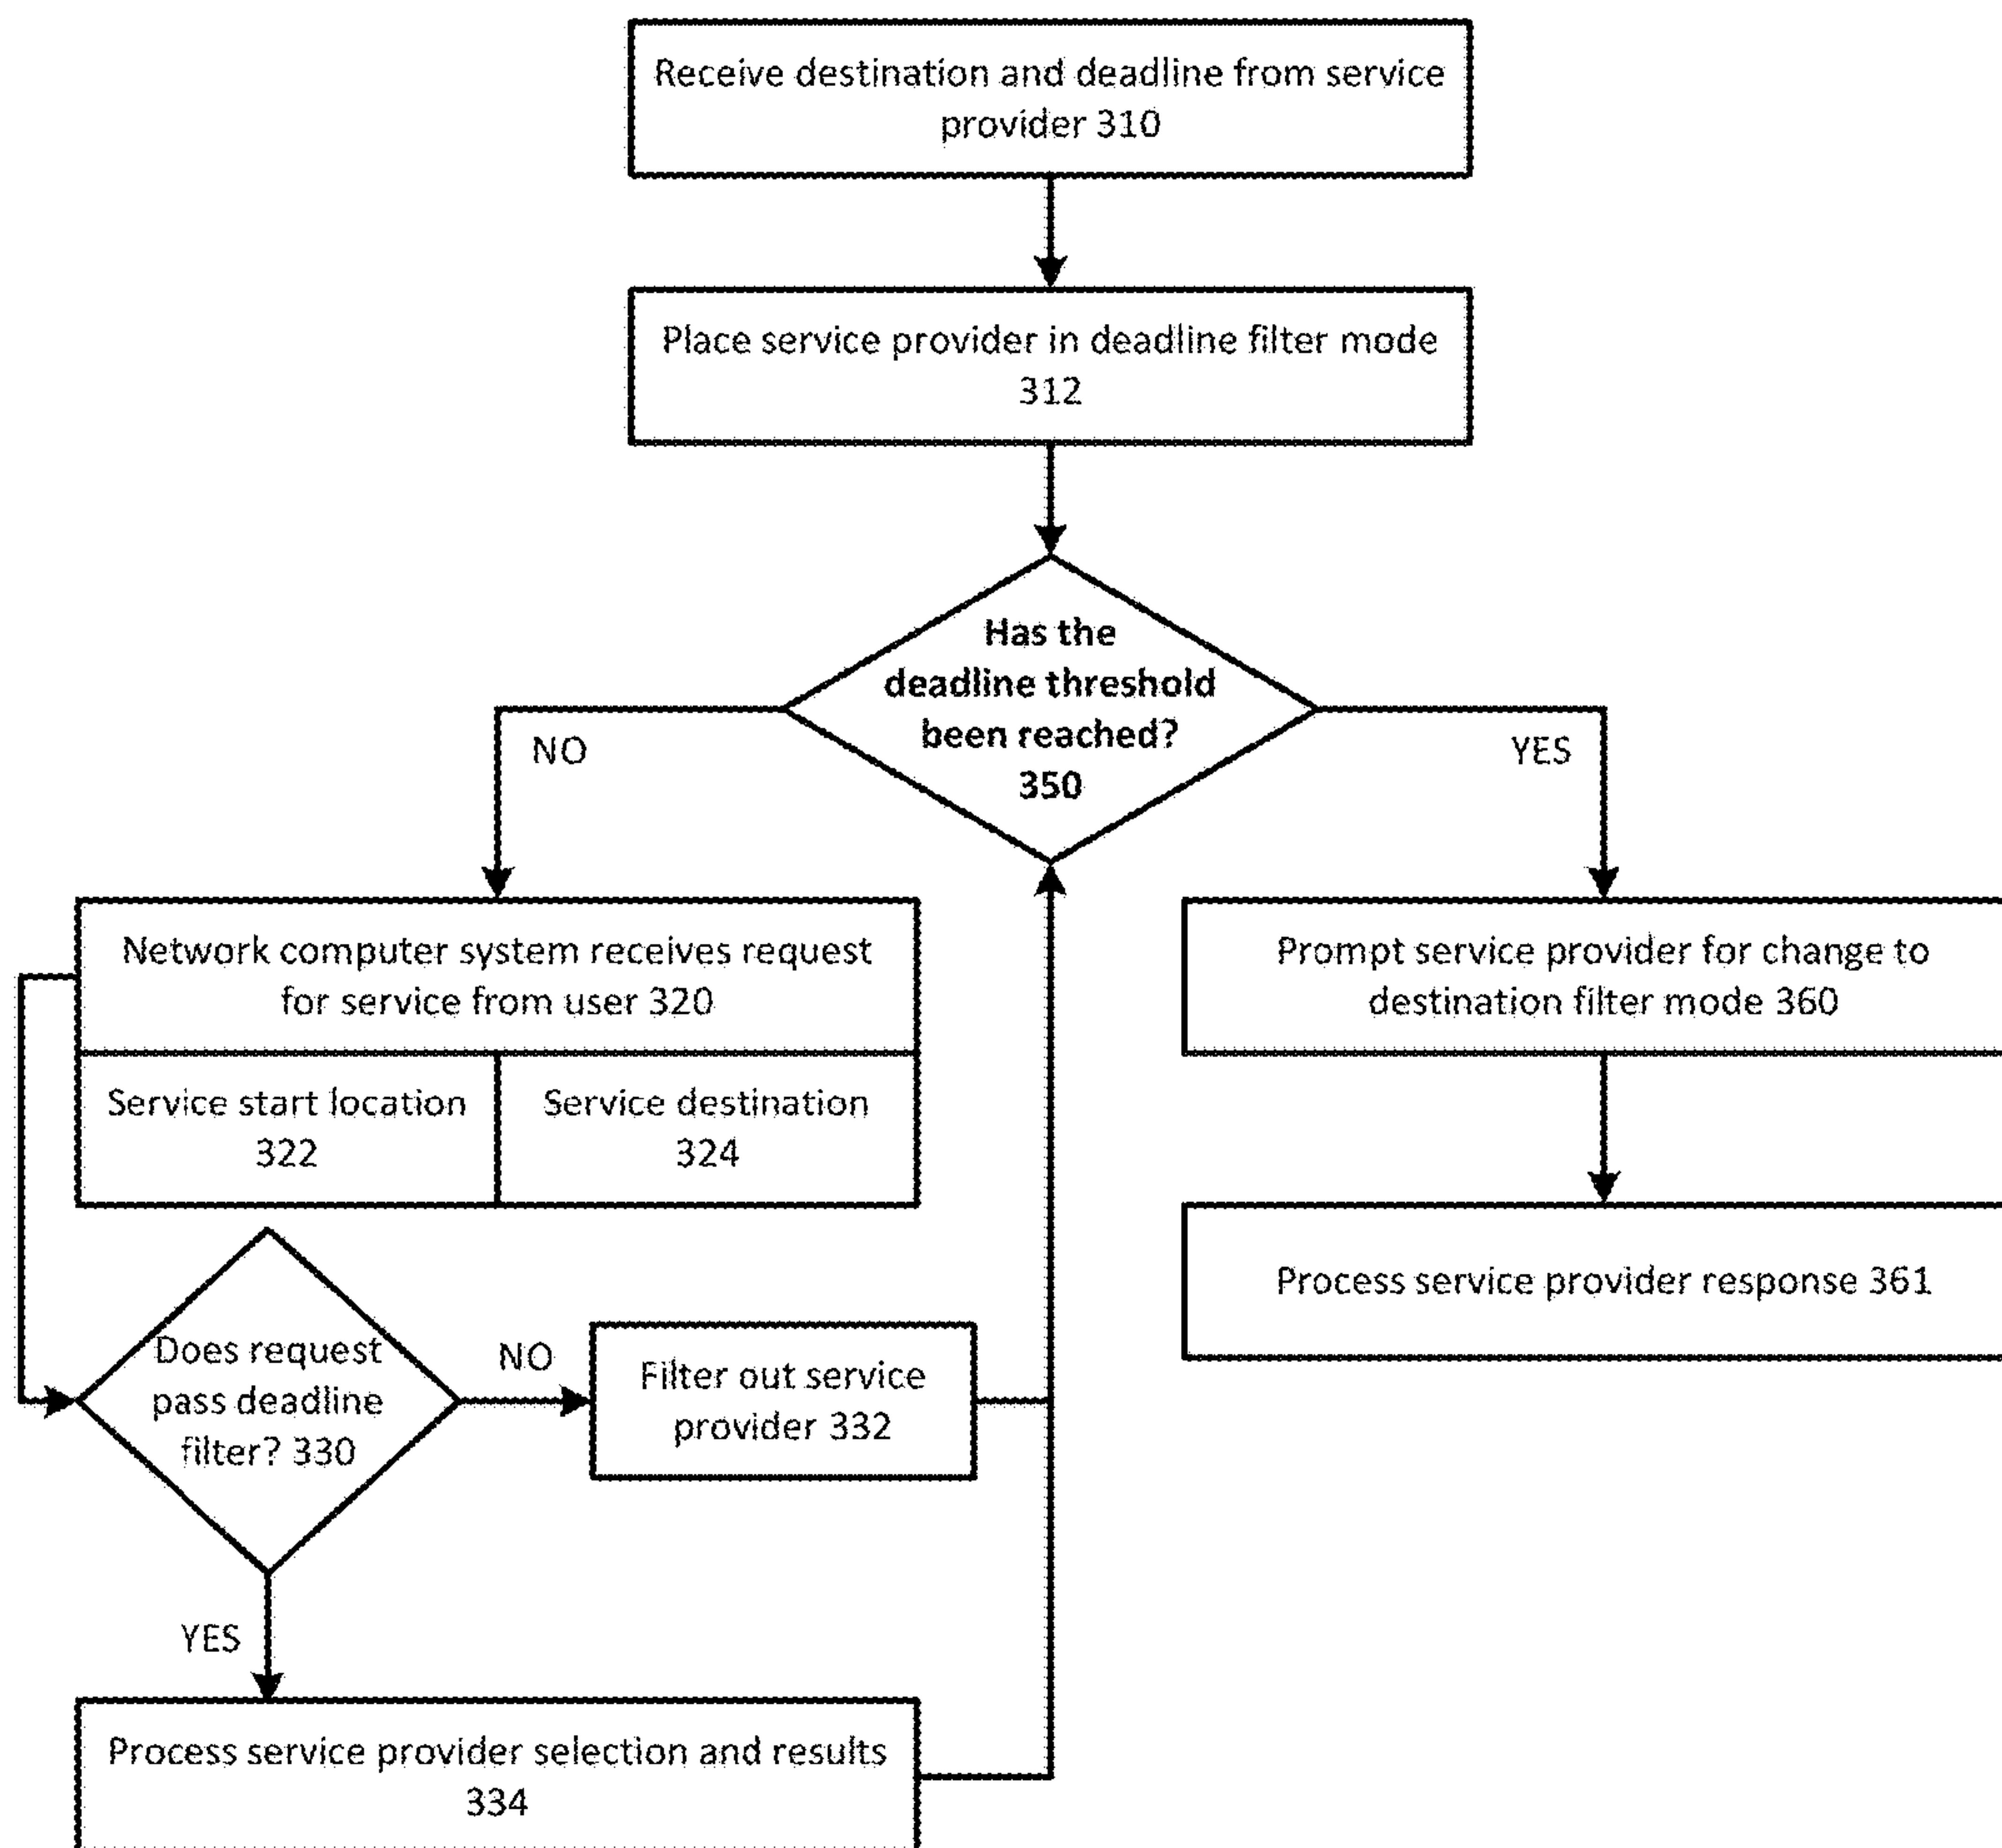 Receive destination and deadline from service
provider 310
Place service provider in deadline filter mode
312
Has the
deadline threshold
been reached?
350
NO
YES
Network computer system receives request
for service from user 320
Service start location
322
Service destination
324
Prompt service provider for change to
destination filter mode 360
Process service provider response 361
Does request
pass deadline
filter? 330
NO
Filter out service
provider 332
YES
Process service provider selection and results
334